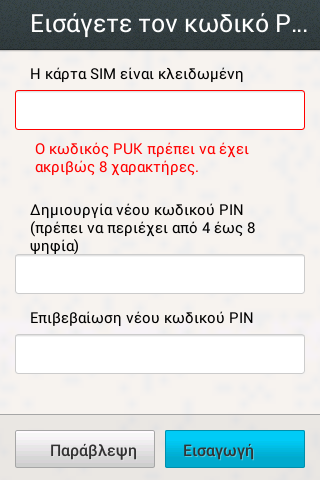 Εισάγετε τον κωδικό P...
Η κάρτα SIM είναι κλειδωμένη
Ο κωδικός PUK πρέπει να έχει
ακριβώς 8 χαρακτήρες.
Δημιουργία νέου κωδικού PIN
(πρέπει να περιέχει από 4 έως 8
ψηφία)
Επιβεβαίωση νέου κωδικού PIN
Παράβλεψη
Εισαγωγή